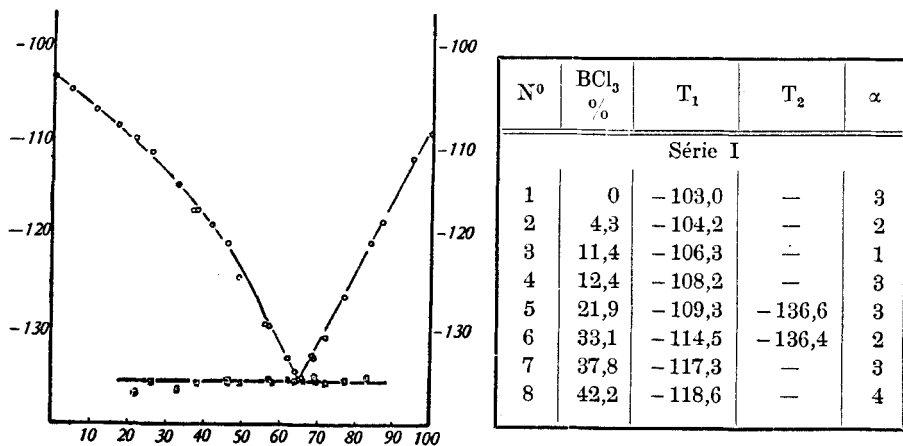 -100
-110
-120
-130
-100
-110
-120
-130
10 20 30 40 50 60 70 80 90 100
N⁰ BCl₃ % T₁ T₂ α
Série I
1 0 −103,0 — 3
2 4,3 −104,2 — 2
3 11,4 −106,3 — 1
4 12,4 −108,2 — 3
5 21,9 −109,3 −136,6 3
6 33,1 −114,5 −136,4 2
7 37,8 −117,3 — 3
8 42,2 −118,6 — 4